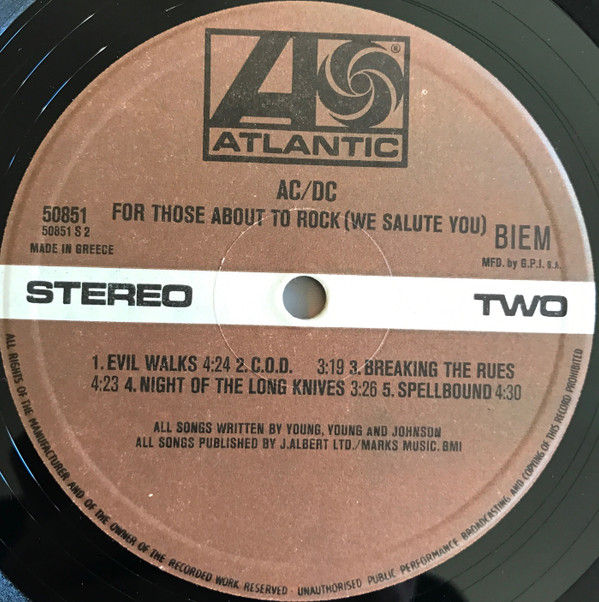 ®
ATLANTIC
AC/DC
FOR THOSE ABOUT TO ROCK (WE SALUTE YOU)
50851
50851 S 2
MADE IN GREECE
BIEM
MFD. by G.P.I. S.A.
STEREO
TWO
1. EVIL WALKS 4:24 2. C.O.D. 3:19 3. BREAKING THE RUES
4:23 4. NIGHT OF THE LONG KNIVES 3:26 5. SPELLBOUND 4:30
ALL SONGS WRITTEN BY YOUNG, YOUNG AND JOHNSON
ALL SONGS PUBLISHED BY J.ALBERT LTD./MARKS MUSIC. BMI
ALL RIGHTS OF THE MANUFACTURER AND OF THE OWNER OF THE RECORDED WORK RESERVED · UNAUTHORISED PUBLIC PERFORMANCE BROADCASTING AND COPYING OF THIS RECORD PROHIBITED